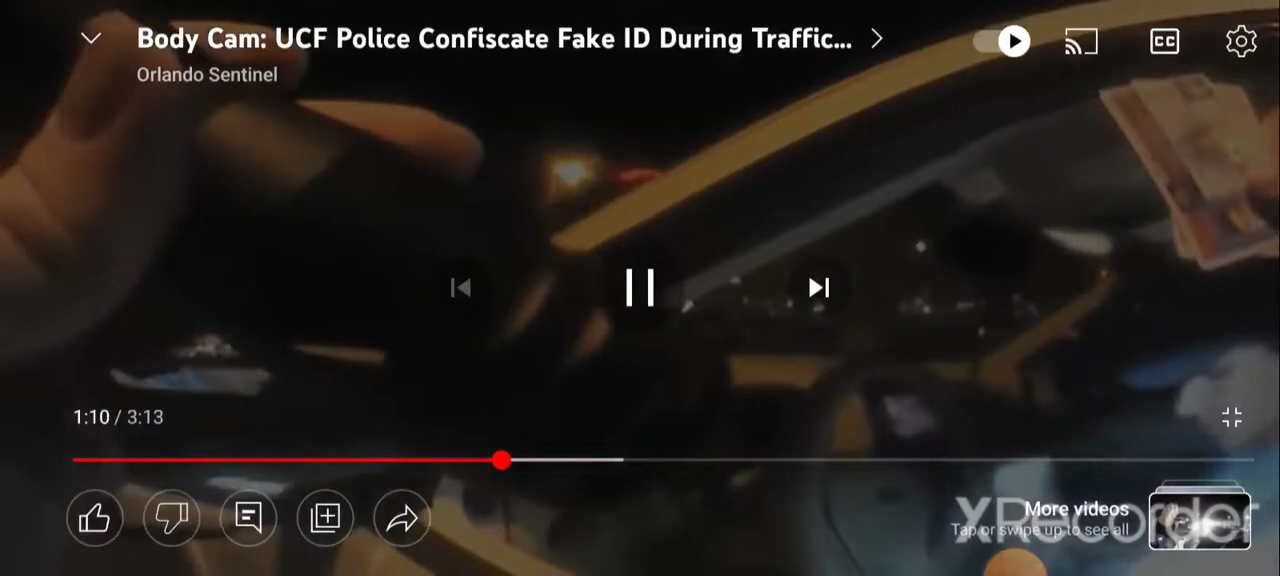 Body Cam: UCF Police Confiscate Fake ID During Traffic...
Orlando Sentinel
CC
1:10 / 3:13
More videos
Tap or swipe up to see all
XRecorder